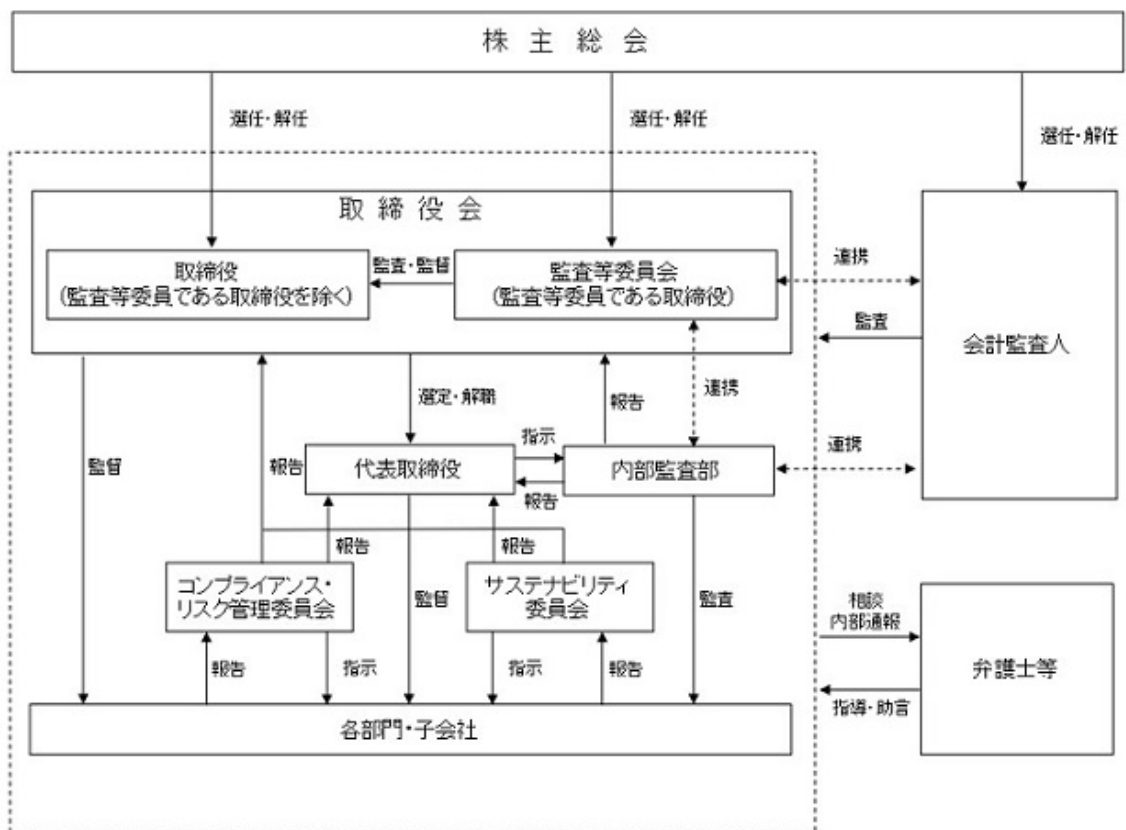 株主総会
選任・解任
選任・解任
選任・解任
取締役会
取締役
(監査等委員である取締役を除く)
監査・監督
監査等委員会
(監査等委員である取締役)
連携
監査
会計監査人
選定・解職
報告
連携
監督
報告
代表取締役
指示
報告
内部監査部
連携
報告
報告
コンプライアンス・
リスク管理委員会
監督
サステナビリティ
委員会
監査
相談
内部通報
弁護士等
指導・助言
報告
指示
指示
報告
各部門・子会社